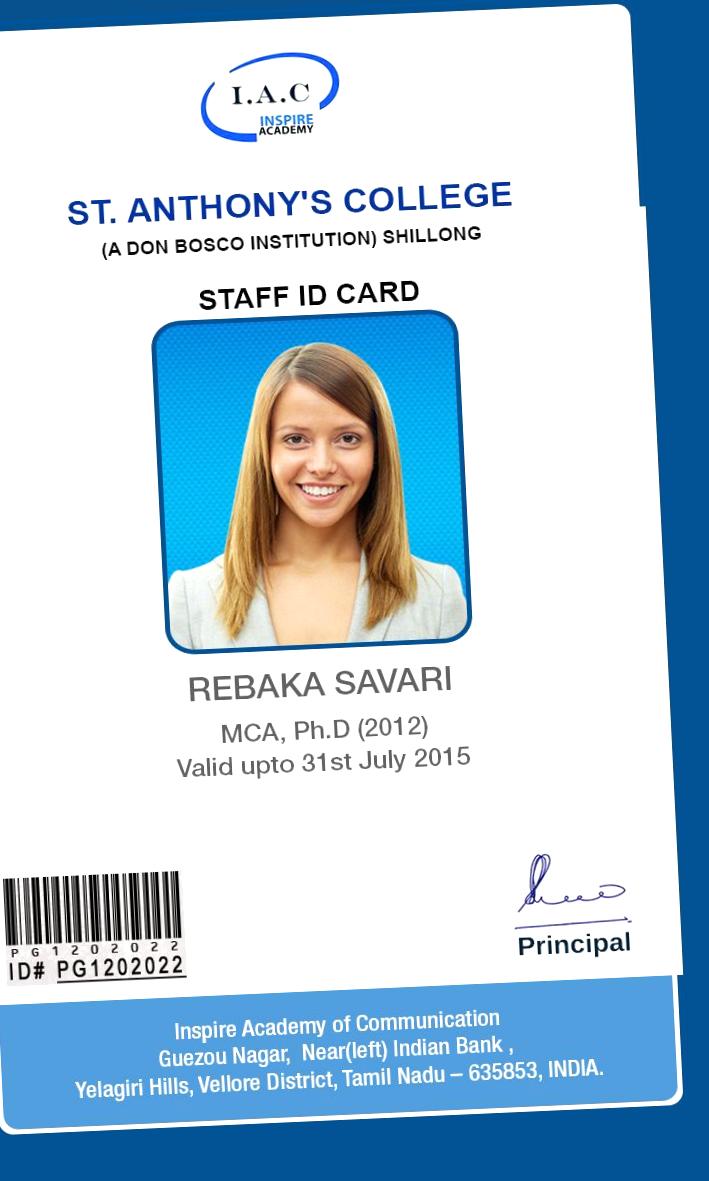 I.A.C
INSPIRE
ACADEMY
ST. ANTHONY'S COLLEGE
(A DON BOSCO INSTITUTION) SHILLONG
STAFF ID CARD
REBAKA SAVARI
MCA, Ph.D (2012)
Valid upto 31st July 2015
PG1202022
ID# PG1202022
Principal
Inspire Academy of Communication
Guezou Nagar,  Near(left) Indian Bank ,
Yelagiri Hills, Vellore District, Tamil Nadu – 635853, INDIA.